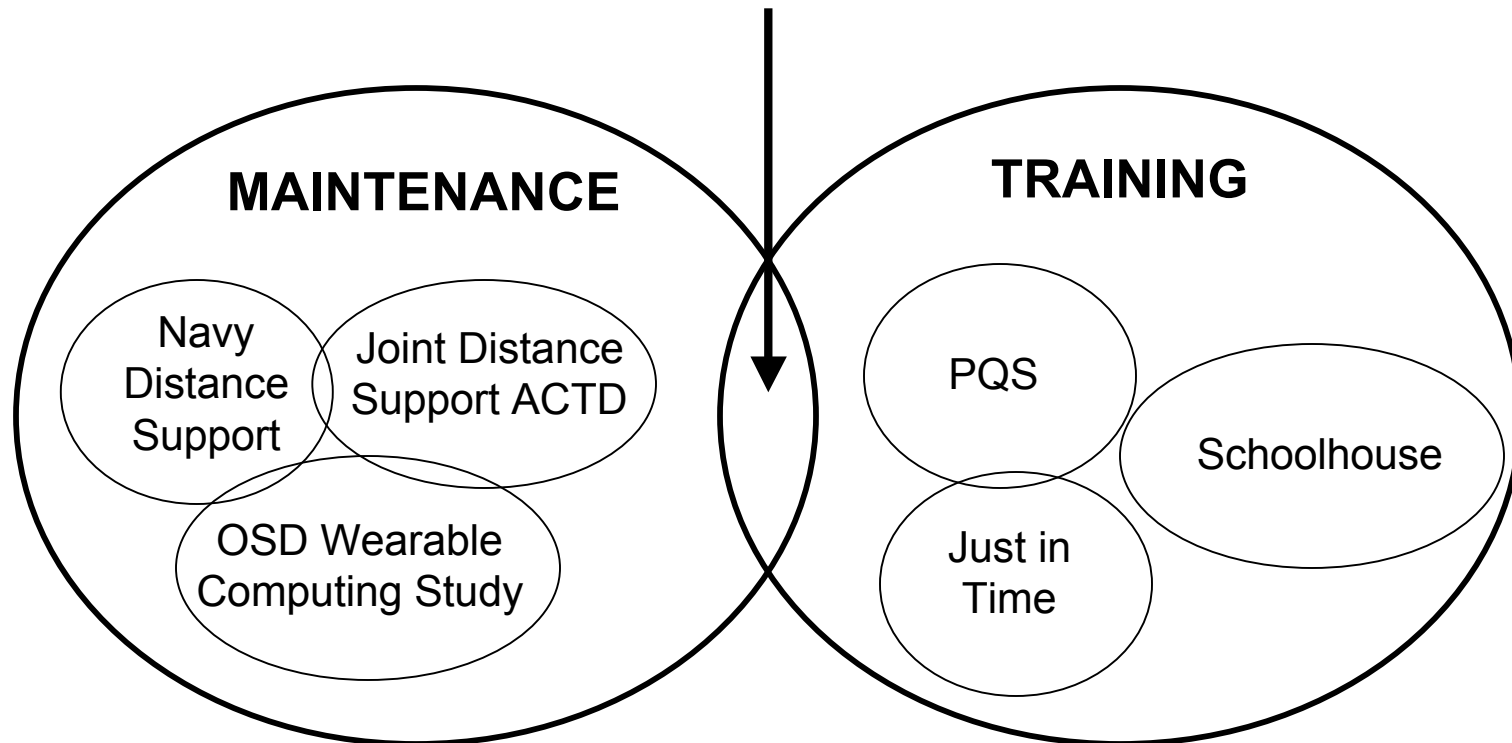 MAINTENANCE
Navy
Distance
Support
Joint Distance
Support ACTD
OSD Wearable
Computing Study
TRAINING
PQS
Schoolhouse
Just in
Time